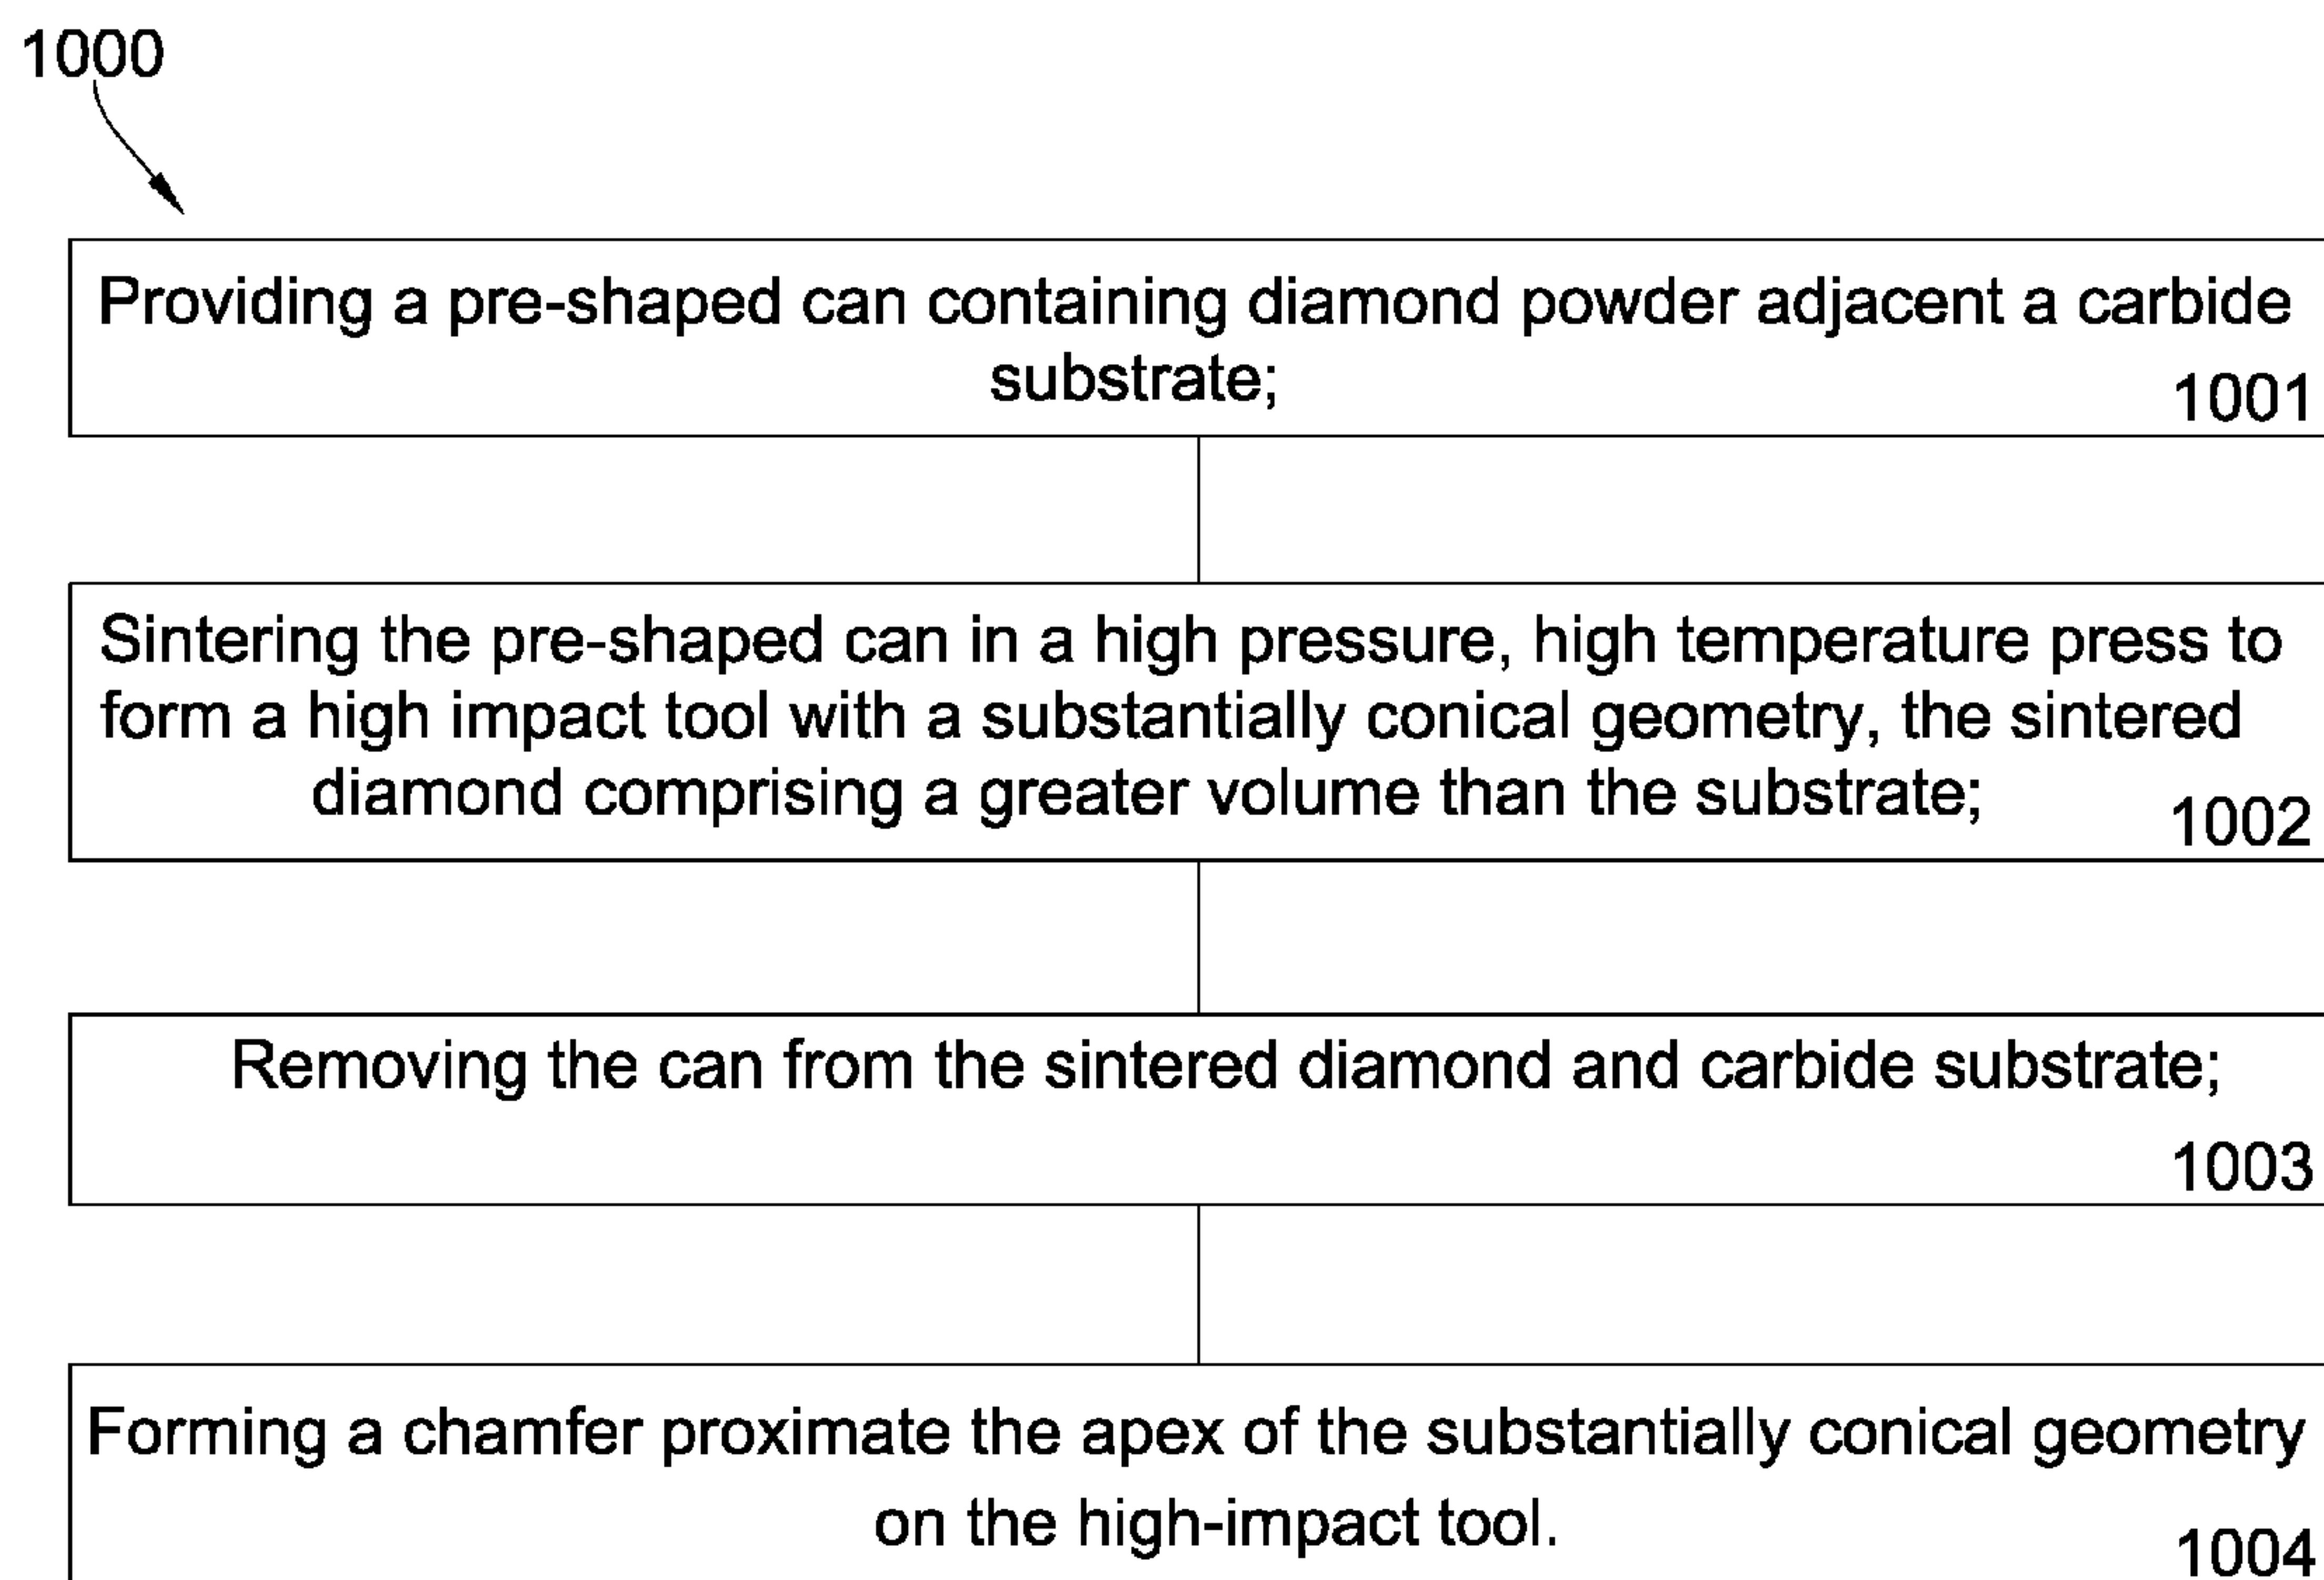 1000
Providing a pre-shaped can containing diamond powder adjacent a carbide
substrate;
1001
Sintering the pre-shaped can in a high pressure, high temperature press to
form a high impact tool with a substantially conical geometry, the sintered
diamond comprising a greater volume than the substrate;
1002
Removing the can from the sintered diamond and carbide substrate;
1003
Forming a chamfer proximate the apex of the substantially conical geometry
on the high-impact tool.
1004